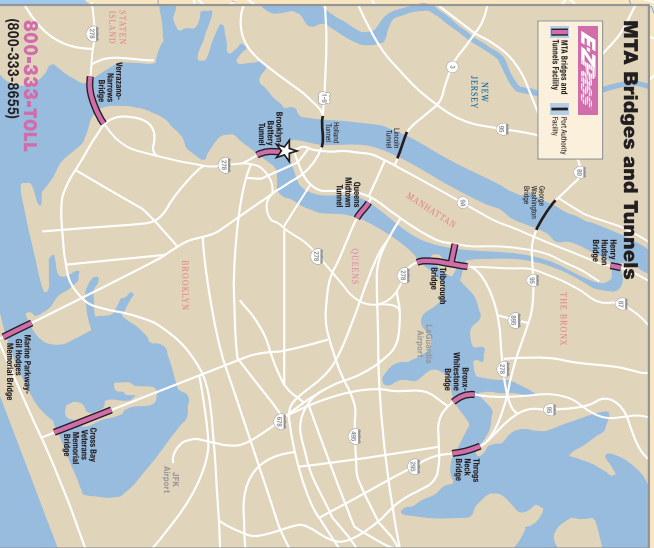 MTA Bridges and Tunnels
E-ZPass
MTA Bridges and
Tunnels Facility
Port Authority
Facility
Henry
Hudson
Bridge
87
80
George
Washington
Bridge
95
THE BRONX
895
278
95
95
NEW
JERSEY
3
9A
MANHATTAN
Lincoln
Tunnel
Triborough
Bridge
278
LaGuardia
Airport
Bronx-
Whitestone
Bridge
Throgs
Neck
Bridge
295
1-9
Holland
Tunnel
Queens
Midtown
Tunnel
QUEENS
278
495
Brooklyn
Battery
Tunnel
278
678
BROOKLYN
JFK
Airport
STATEN
ISLAND
278
Verrazano-
Narrows
Bridge
Cross Bay
Veterans
Memorial
Bridge
Marine Parkway-
Gil Hodges
Memorial Bridge
800-333-TOLL
(800-333-8655)